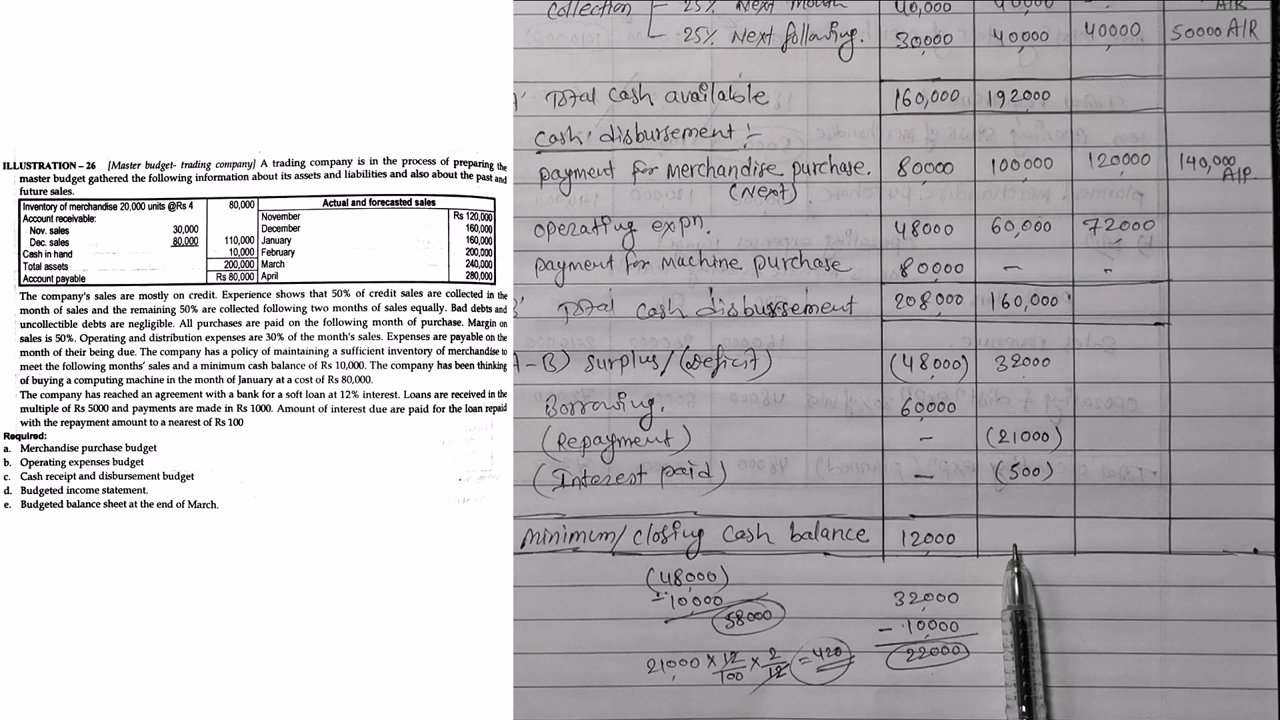 ILLUSTRATION – 26 [Master budget- trading company] A trading company is in the process of preparing the
master budget gathered the following information about its assets and liabilities and also about the past and
future sales.
Inventory of merchandise 20,000 units @Rs 4 80,000 Actual and forecasted sales
Account receivable: November Rs 120,000
Nov. sales 30,000 December 160,000
Dec. sales 80,000 110,000 January 160,000
Cash in hand 10,000 February 200,000
Total assets 200,000 March 240,000
Account payable Rs 80,000 April 280,000
The company's sales are mostly on credit. Experience shows that 50% of credit sales are collected in the
month of sales and the remaining 50% are collected following two months of sales equally. Bad debts and
uncollectible debts are negligible. All purchases are paid on the following month of purchase. Margin on
sales is 50%. Operating and distribution expenses are 30% of the month's sales. Expenses are payable on the
month of their being due. The company has a policy of maintaining a sufficient inventory of merchandise to
meet the following months' sales and a minimum cash balance of Rs 10,000. The company has been thinking
of buying a computing machine in the month of January at a cost of Rs 80,000.
The company has reached an agreement with a bank for a soft loan at 12% interest. Loans are received in the
multiple of Rs 5000 and payments are made in Rs 1000. Amount of interest due are paid for the loan repaid
with the repayment amount to a nearest of Rs 100
Required:
a. Merchandise purchase budget
b. Operating expenses budget
c. Cash receipt and disbursement budget
d. Budgeted income statement.
e. Budgeted balance sheet at the end of March.
collection 25% Next Month 40,000 40000 - A/R
25% Next following. 30000 40000 40000 50000 A/R
Total cash available 160,000 192000
cash disbursement :-
payment for merchandise purchase. 80000 100000 120000 140,000 A/P
(Next)
operating expn. 48000 60,000 72000
payment for machine purchase 80000 - -
Total cash disbursement 208000 160,000
A-B) surplus/(Deficit) (48000) 32000
Borrowing. 60000
(Repayment) - (21000)
(Interest paid) - (500)
minimum/closing cash balance 12000
(48000)
10000
58000
21000 × 12/100 × 2/12 = 420
32000
- 10000
22000